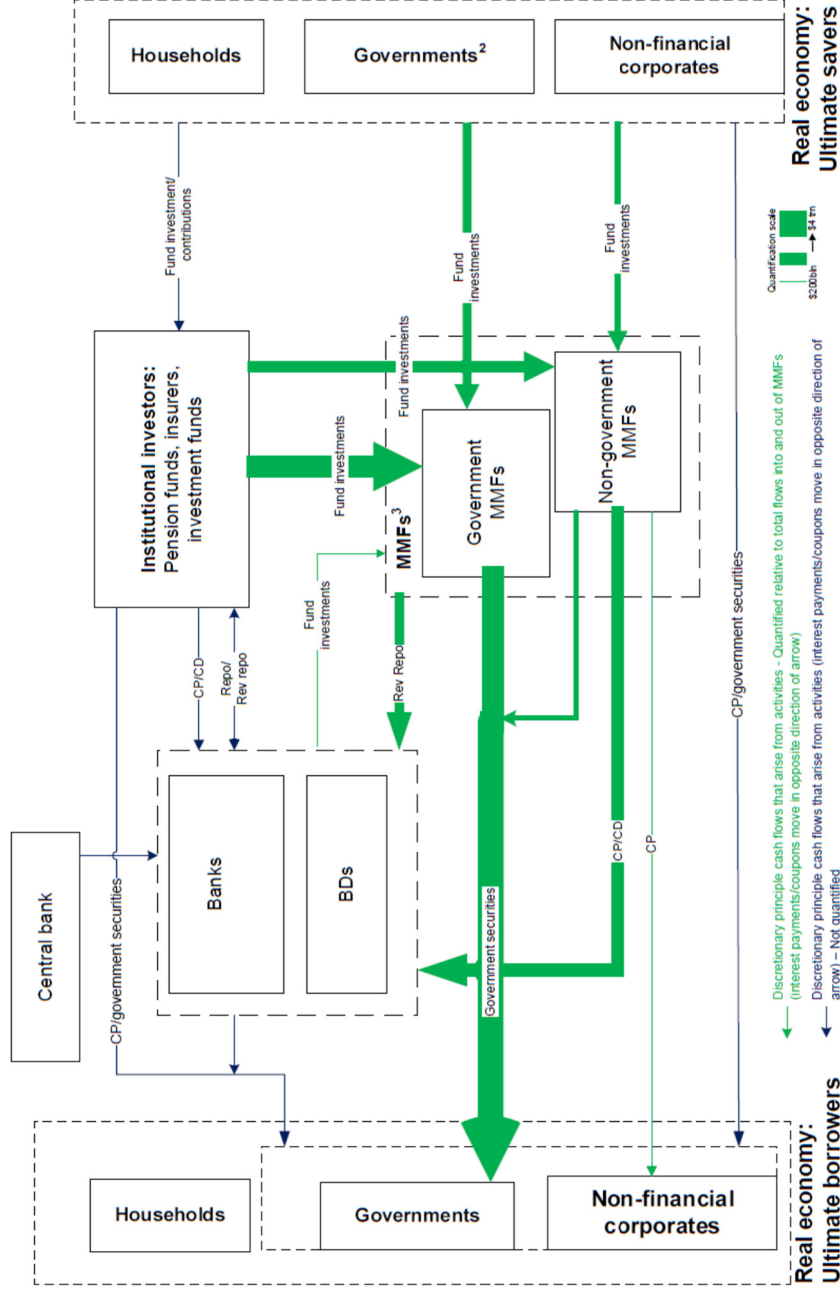 Central bank
Households
Governments²
Non-financial
corporates
Real economy:
Ultimate savers
Fund investment/
contributions
Fund
investments
Fund
investments
Quantification scale
$200bln
$4 trn
Institutional investors:
Pension funds, insurers,
investment funds
Fund investments
Fund investments
MMFs³
Government
MMFs
Non-government
MMFs
CP/CD
Repo/
Rev repo
Fund
investments
Rev Repo
Banks
BDs
CP/government securities
Government securities
CP/CD
CP
CP/government securities
Households
Governments
Non-financial
corporates
Real economy:
Ultimate borrowers
Discretionary principle cash flows that arise from activities - Quantified relative to total flows into and out of MMFs
(interest payments/coupons move in opposite direction of arrow)
Discretionary principle cash flows that arise from activities (interest payments/coupons move in opposite direction of
arrow) – Not quantified